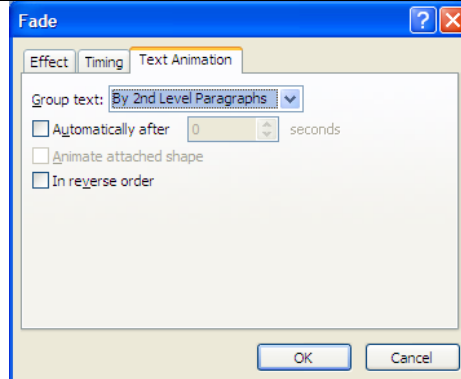 Fade
Effect Timing Text Animation
Group text: By 2nd Level Paragraphs
Automatically after 0 seconds
Animate attached shape
In reverse order
OK Cancel